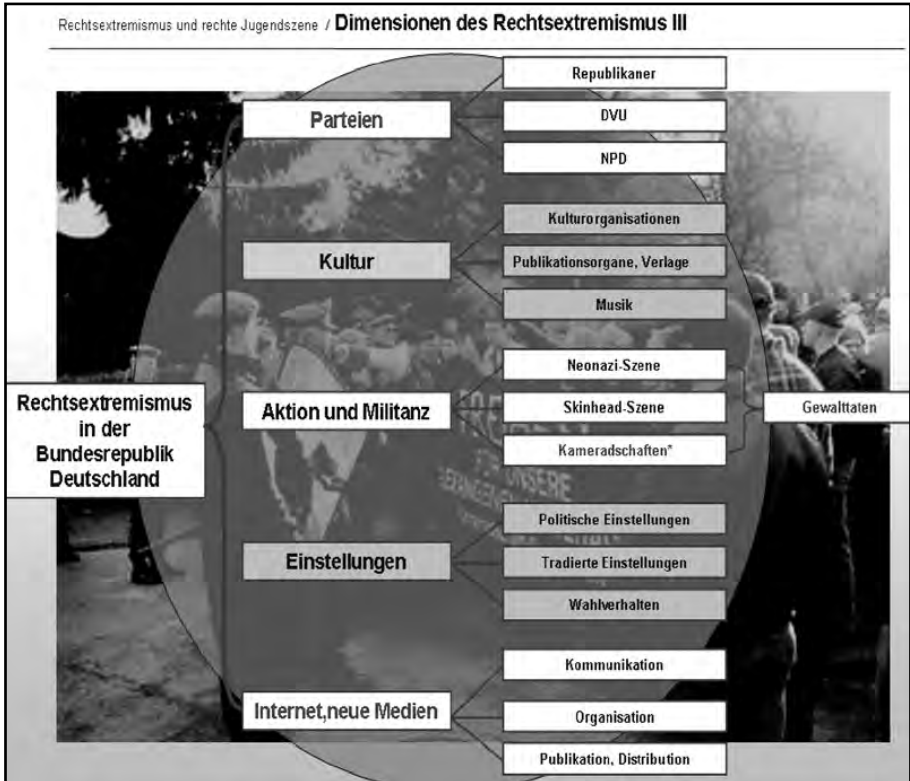 Rechtsextremismus und rechte Jugendszene / Dimensionen des Rechtsextremismus III
Rechtsextremismus
in der
Bundesrepublik
Deutschland
Parteien
Republikaner
DVU
NPD
Kultur
Kulturorganisationen
Publikationsorgane, Verlage
Musik
Aktion und Militanz
Neonazi-Szene
Skinhead-Szene
Kameradschaften*
Gewalttaten
Einstellungen
Politische Einstellungen
Tradierte Einstellungen
Wahlverhalten
Internet,neue Medien
Kommunikation
Organisation
Publikation, Distribution
UNSERE